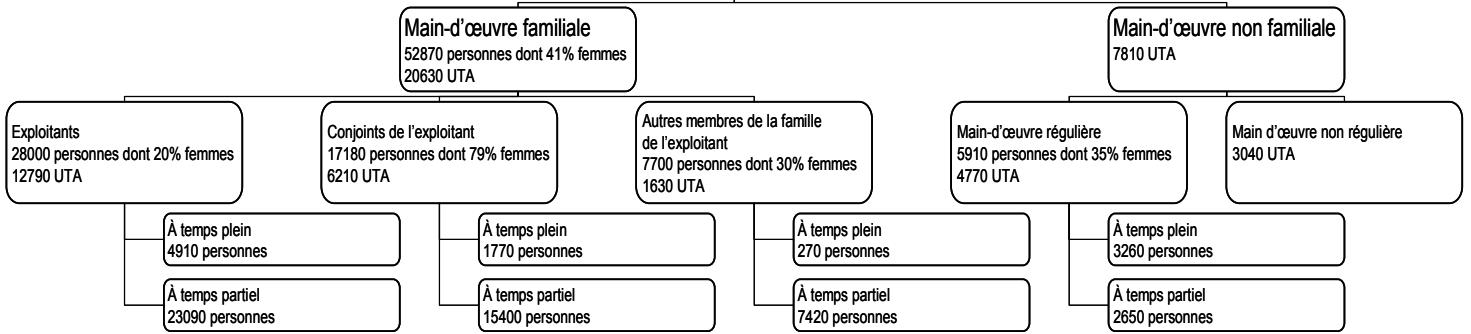 Main-d'œuvre familiale
52870 personnes dont 41% femmes
20630 UTA
Main-d'œuvre non familiale
7810 UTA
Exploitants
28000 personnes dont 20% femmes
12790 UTA
Conjoints de l'exploitant
17180 personnes dont 79% femmes
6210 UTA
Autres membres de la famille
de l'exploitant
7700 personnes dont 30% femmes
1630 UTA
Main-d'œuvre régulière
5910 personnes dont 35% femmes
4770 UTA
Main d'œuvre non régulière
3040 UTA
À temps plein
4910 personnes
À temps plein
1770 personnes
À temps plein
270 personnes
À temps plein
3260 personnes
À temps partiel
23090 personnes
À temps partiel
15400 personnes
À temps partiel
7420 personnes
À temps partiel
2650 personnes